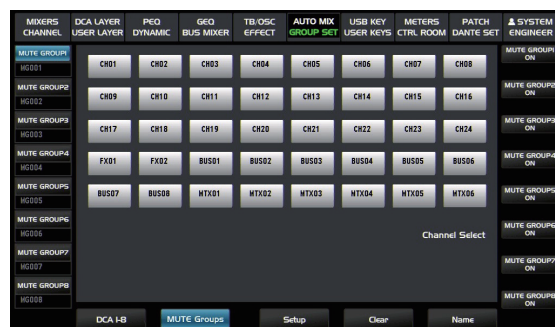 MIXERS DCA LAYER PEQ GEQ TB/OSC AUTO MIX USB KEY METERS PATCH SYSTEM
CHANNEL USER LAYER DYNAMIC BUS MIXER EFFECT GROUP SET USER KEYS CTRL ROOM DANTE SET ENGINEER
MUTE GROUP1
MG001
MUTE GROUP2
MG002
MUTE GROUP3
MG003
MUTE GROUP4
MG004
MUTE GROUP5
MG005
MUTE GROUP6
MG006
MUTE GROUP7
MG007
MUTE GROUP8
MG008
CH01 CH02 CH03 CH04 CH05 CH06 CH07 CH08
CH09 CH10 CH11 CH12 CH13 CH14 CH15 CH16
CH17 CH18 CH19 CH20 CH21 CH22 CH23 CH24
FX01 FX02 BUS01 BUS02 BUS03 BUS04 BUS05 BUS06
BUS07 BUS08 MTX01 MTX02 MTX03 MTX04 MTX05 MTX06
Channel Select
MUTE GROUP1
ON
MUTE GROUP2
ON
MUTE GROUP3
ON
MUTE GROUP4
ON
MUTE GROUP5
ON
MUTE GROUP6
ON
MUTE GROUP7
ON
MUTE GROUP8
ON
DCA 1-8 MUTE Groups Setup Clear Name